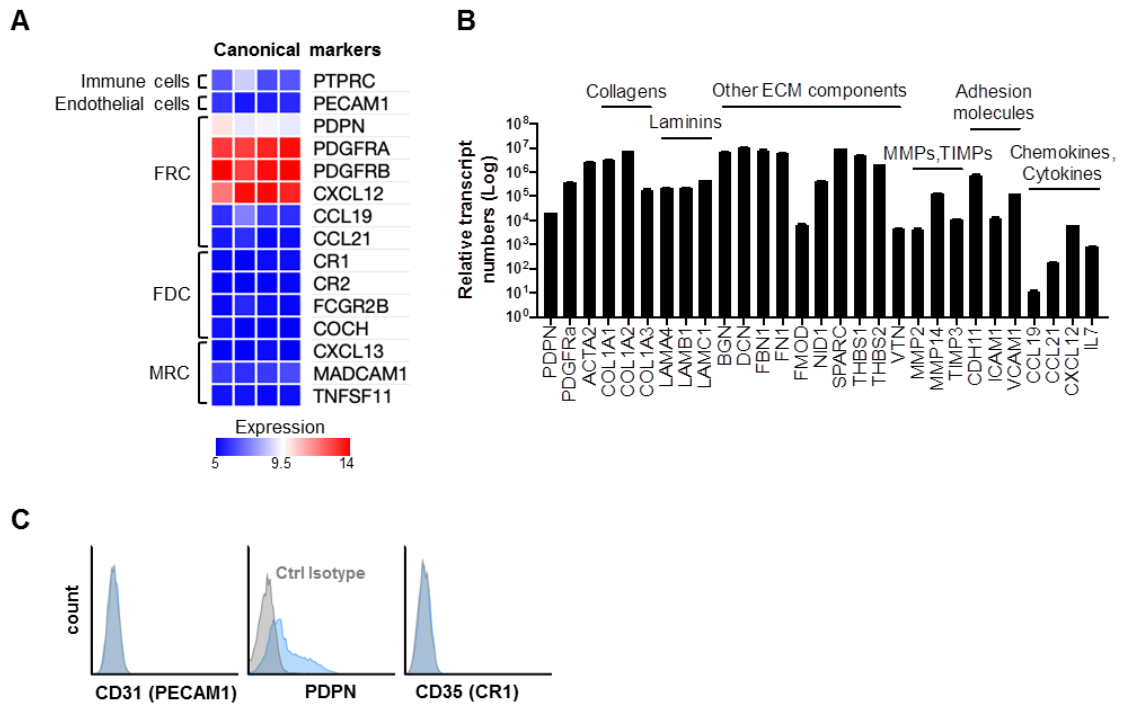 A
Canonical markers
Immune cells
PTPRC
Endothelial cells
PECAM1
FRC
PDPN
PDGFRA
PDGFRB
CXCL12
CCL19
CCL21
FDC
CR1
CR2
FCGR2B
COCH
MRC
CXCL13
MADCAM1
TNFSF11
Expression
5 9.5 14
B
Relative transcript
numbers (Log)
10⁸
10⁷
10⁶
10⁵
10⁴
10³
10²
10¹
10⁰
Collagens
Laminins
Other ECM components
MMPs,TIMPs
Adhesion
molecules
Chemokines,
Cytokines
PDPN
PDGFRa
ACTA2
COL1A1
COL1A2
COL1A3
LAMA4
LAMB1
LAMC1
BGN
DCN
FBN1
FN1
FMOD
NID1
SPARC
THBS1
THBS2
VTN
MMP2
MMP14
TIMP3
CDH11
ICAM1
VCAM1
CCL19
CCL21
CXCL12
IL7
C
count
Ctrl Isotype
CD31 (PECAM1)
PDPN
CD35 (CR1)